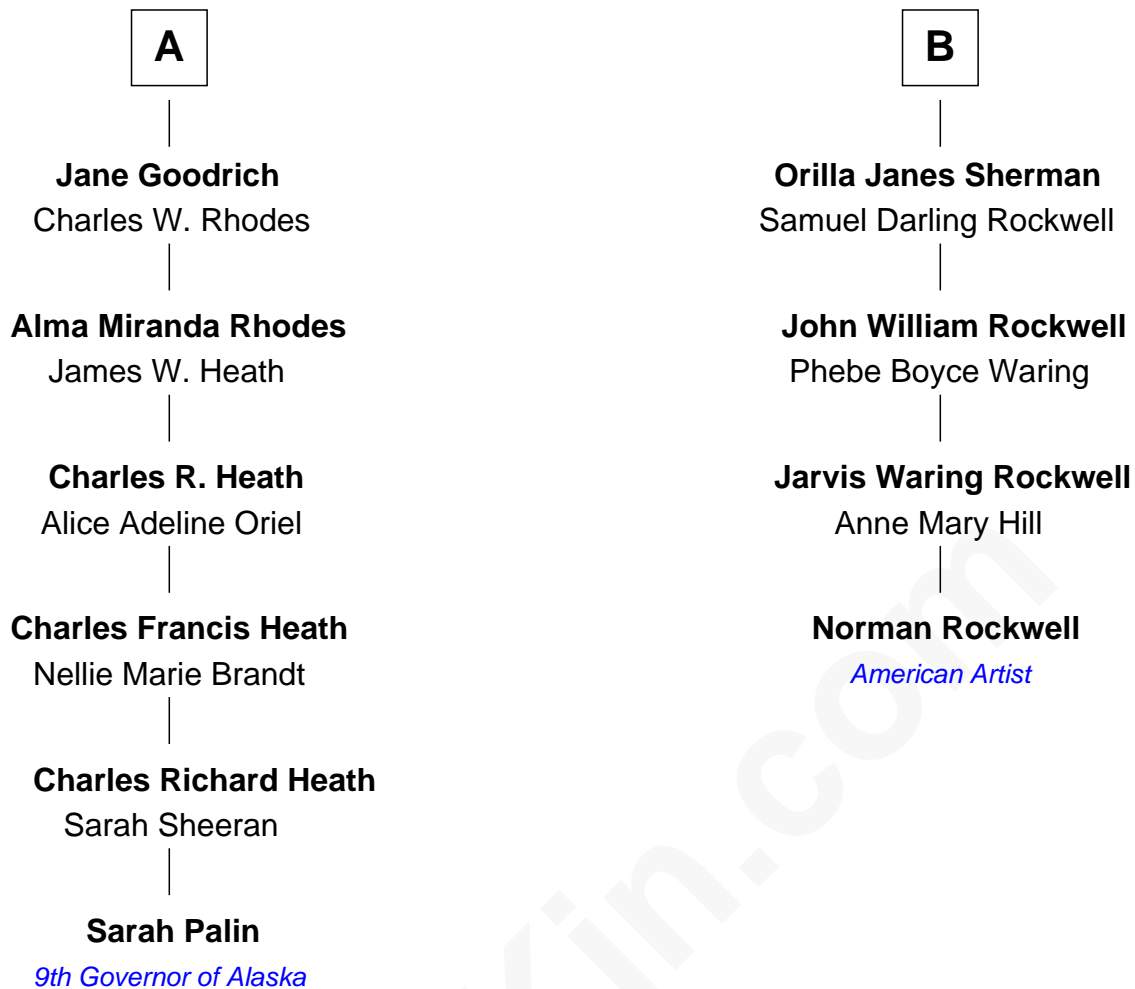 A
Jane Goodrich
Charles W. Rhodes
Alma Miranda Rhodes
James W. Heath
Charles R. Heath
Alice Adeline Oriel
Charles Francis Heath
Nellie Marie Brandt
Charles Richard Heath
Sarah Sheeran
Sarah Palin
9th Governor of Alaska
B
Orilla Janes Sherman
Samuel Darling Rockwell
John William Rockwell
Phebe Boyce Waring
Jarvis Waring Rockwell
Anne Mary Hill
Norman Rockwell
American Artist